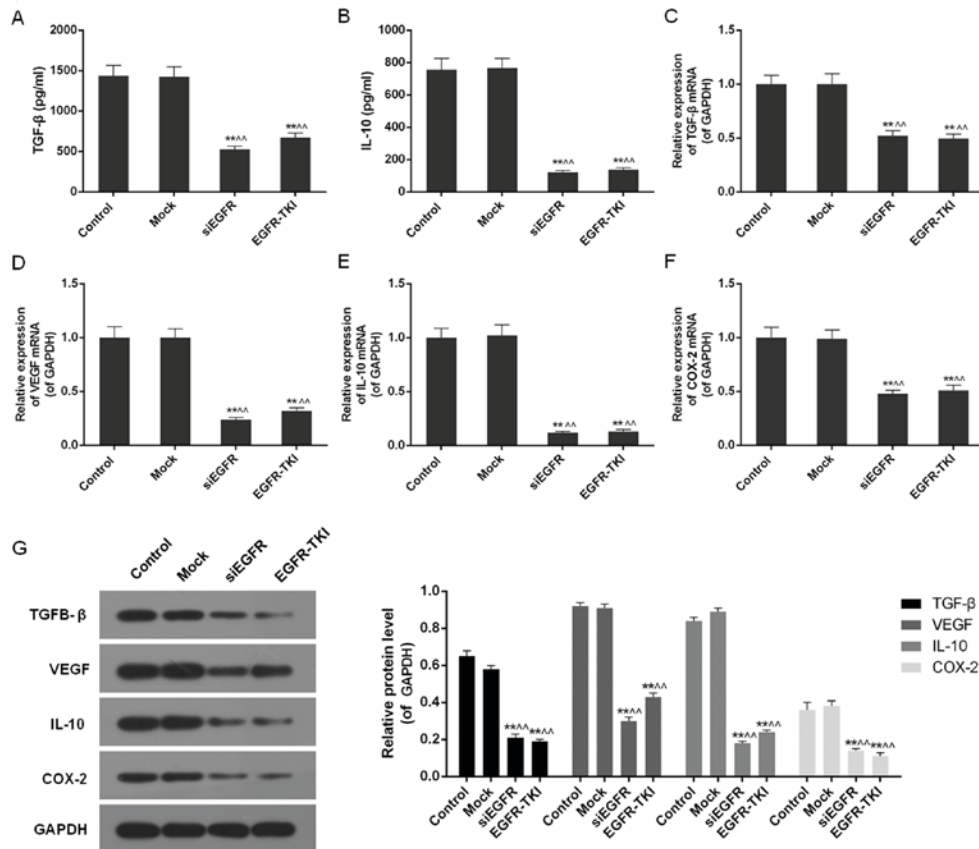 A
TGF-β (pg/ml)
2000
1500
1000
500
0
**^^
**^^
Control
Mock
siEGFR
EGFR-TKI
B
IL-10 (pg/ml)
1000
800
600
400
200
0
**^^
**^^
Control
Mock
siEGFR
EGFR-TKI
C
Relative expression
of TGF-β mRNA
(of GAPDH)
1.5
1.0
0.5
0.0
** ^^
**^^
Control
Mock
siEGFR
EGFR-TKI
D
Relative expression
of VEGF mRNA
(of GAPDH)
1.5
1.0
0.5
0.0
**^^
** ^^
Control
Mock
siEGFR
EGFR-TKI
E
Relative expression
of IL-10 mRNA
(of GAPDH)
1.5
1.0
0.5
0.0
** ^^
** ^^
Control
Mock
siEGFR
EGFR-TKI
F
Relative expression
of COX-2 mRNA
(of GAPDH)
1.5
1.0
0.5
0.0
**^^
**^^
Control
Mock
siEGFR
EGFR-TKI
G
Control
Mock
siEGFR
EGFR-TKI
TGFB-β
VEGF
IL-10
COX-2
GAPDH
Relative protein level
(of GAPDH)
1.0
0.8
0.6
0.4
0.2
0.0
**^^
**^^
**^^
**^^
**^^
**^^
**^^
**^^
Control
Mock
siEGFR
EGFR-TKI
Control
Mock
siEGFR
EGFR-TKI
Control
Mock
siEGFR
EGFR-TKI
Control
Mock
siEGFR
EGFR-TKI
TGF-β
VEGF
IL-10
COX-2